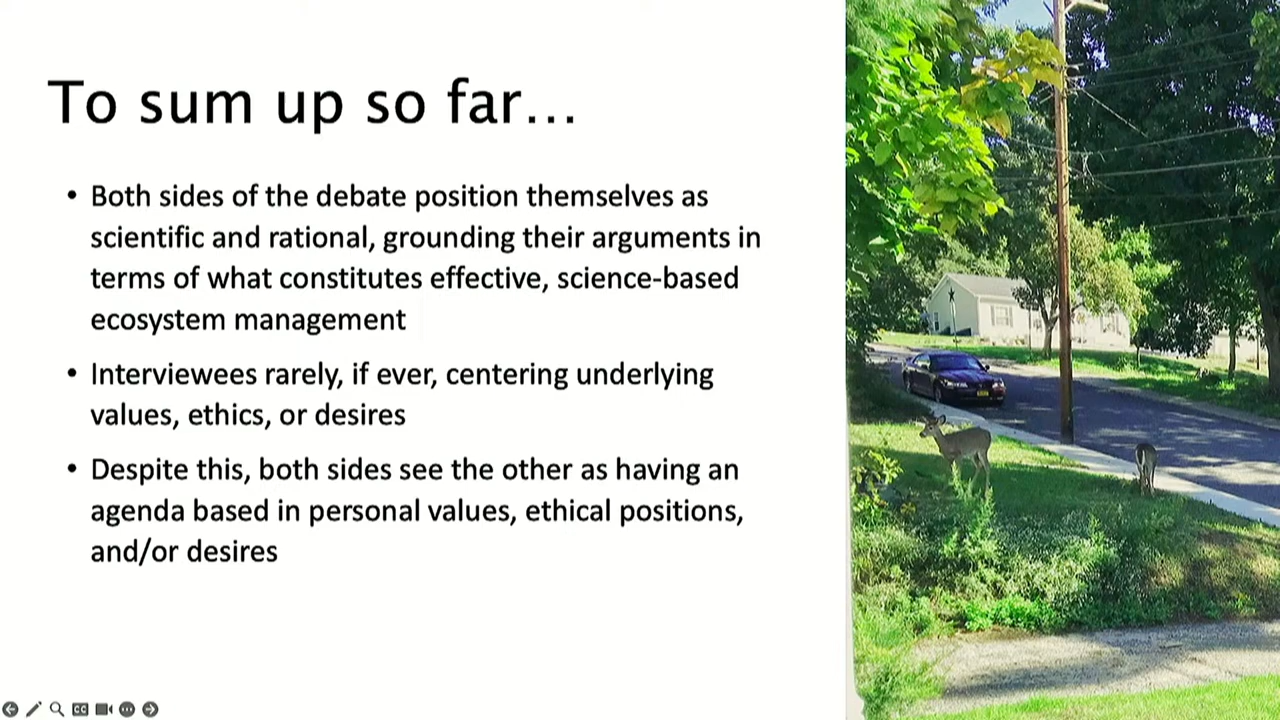 To sum up so far...
• Both sides of the debate position themselves as
scientific and rational, grounding their arguments in
terms of what constitutes effective, science-based
ecosystem management
• Interviewees rarely, if ever, centering underlying
values, ethics, or desires
• Despite this, both sides see the other as having an
agenda based in personal values, ethical positions,
and/or desires
CC